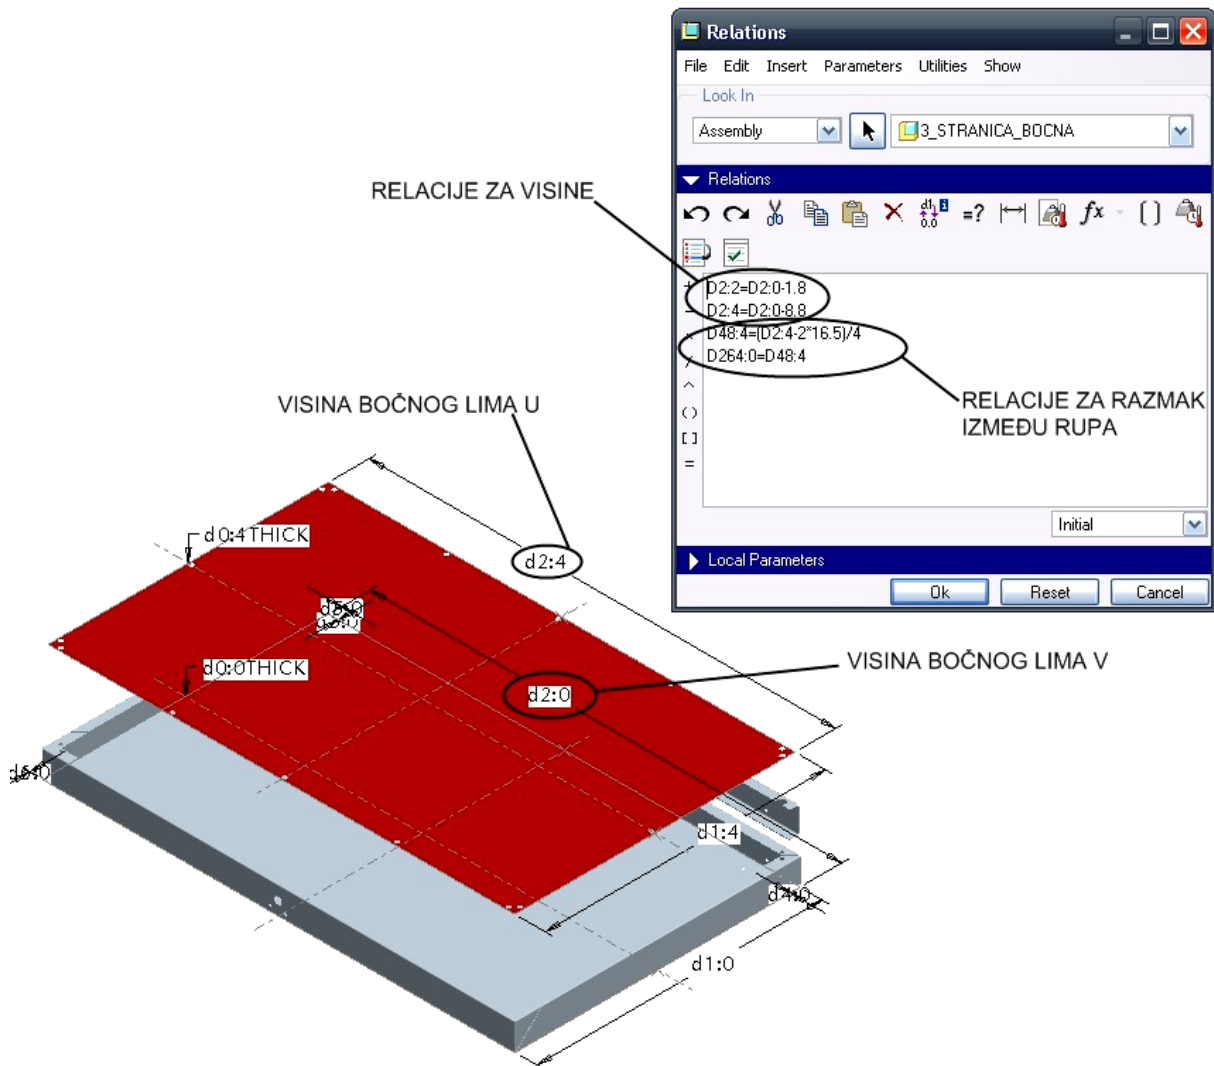 Relations
File Edit Insert Parameters Utilities Show
Look In
Assembly
3_STRANICA_BOCNA
Relations
RELACIJE ZA VISINE
=? fx [ ]
D2:2=D2:0-1.8
D2:4=D2:0-8.8
D48:4=(D2:4-2*16.5)/4
D264:0=D48:4
+
-
/
^
( )
[ ]
=
RELACIJE ZA RAZMAK
IZMEĐU RUPA
VISINA BOČNOG LIMA U
Initial
Local Parameters
Ok Reset Cancel
d0:4THICK
d2:4
d0:0THICK
d2:0
VISINA BOČNOG LIMA V
d1:4
d1:0